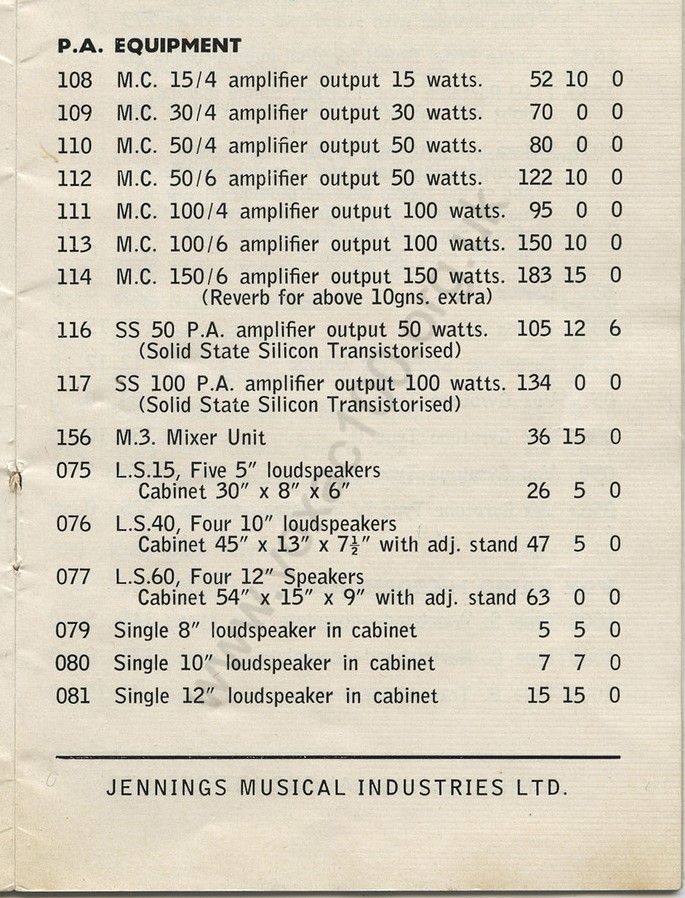 P.A. EQUIPMENT
108 M.C. 15/4 amplifier output 15 watts. 52 10 0
109 M.C. 30/4 amplifier output 30 watts. 70 0 0
110 M.C. 50/4 amplifier output 50 watts. 80 0 0
112 M.C. 50/6 amplifier output 50 watts. 122 10 0
111 M.C. 100/4 amplifier output 100 watts. 95 0 0
113 M.C. 100/6 amplifier output 100 watts. 150 10 0
114 M.C. 150/6 amplifier output 150 watts. 183 15 0
(Reverb for above 10gns. extra)
116 SS 50 P.A. amplifier output 50 watts. 105 12 6
(Solid State Silicon Transistorised)
117 SS 100 P.A. amplifier output 100 watts. 134 0 0
(Solid State Silicon Transistorised)
156 M.3. Mixer Unit 36 15 0
075 L.S.15, Five 5″ loudspeakers
Cabinet 30″ x 8″ x 6″ 26 5 0
076 L.S.40, Four 10″ loudspeakers
Cabinet 45″ x 13″ x 7½″ with adj. stand 47 5 0
077 L.S.60, Four 12″ Speakers
Cabinet 54″ x 15″ x 9″ with adj. stand 63 0 0
079 Single 8″ loudspeaker in cabinet 5 5 0
080 Single 10″ loudspeaker in cabinet 7 7 0
081 Single 12″ loudspeaker in cabinet 15 15 0
JENNINGS MUSICAL INDUSTRIES LTD.